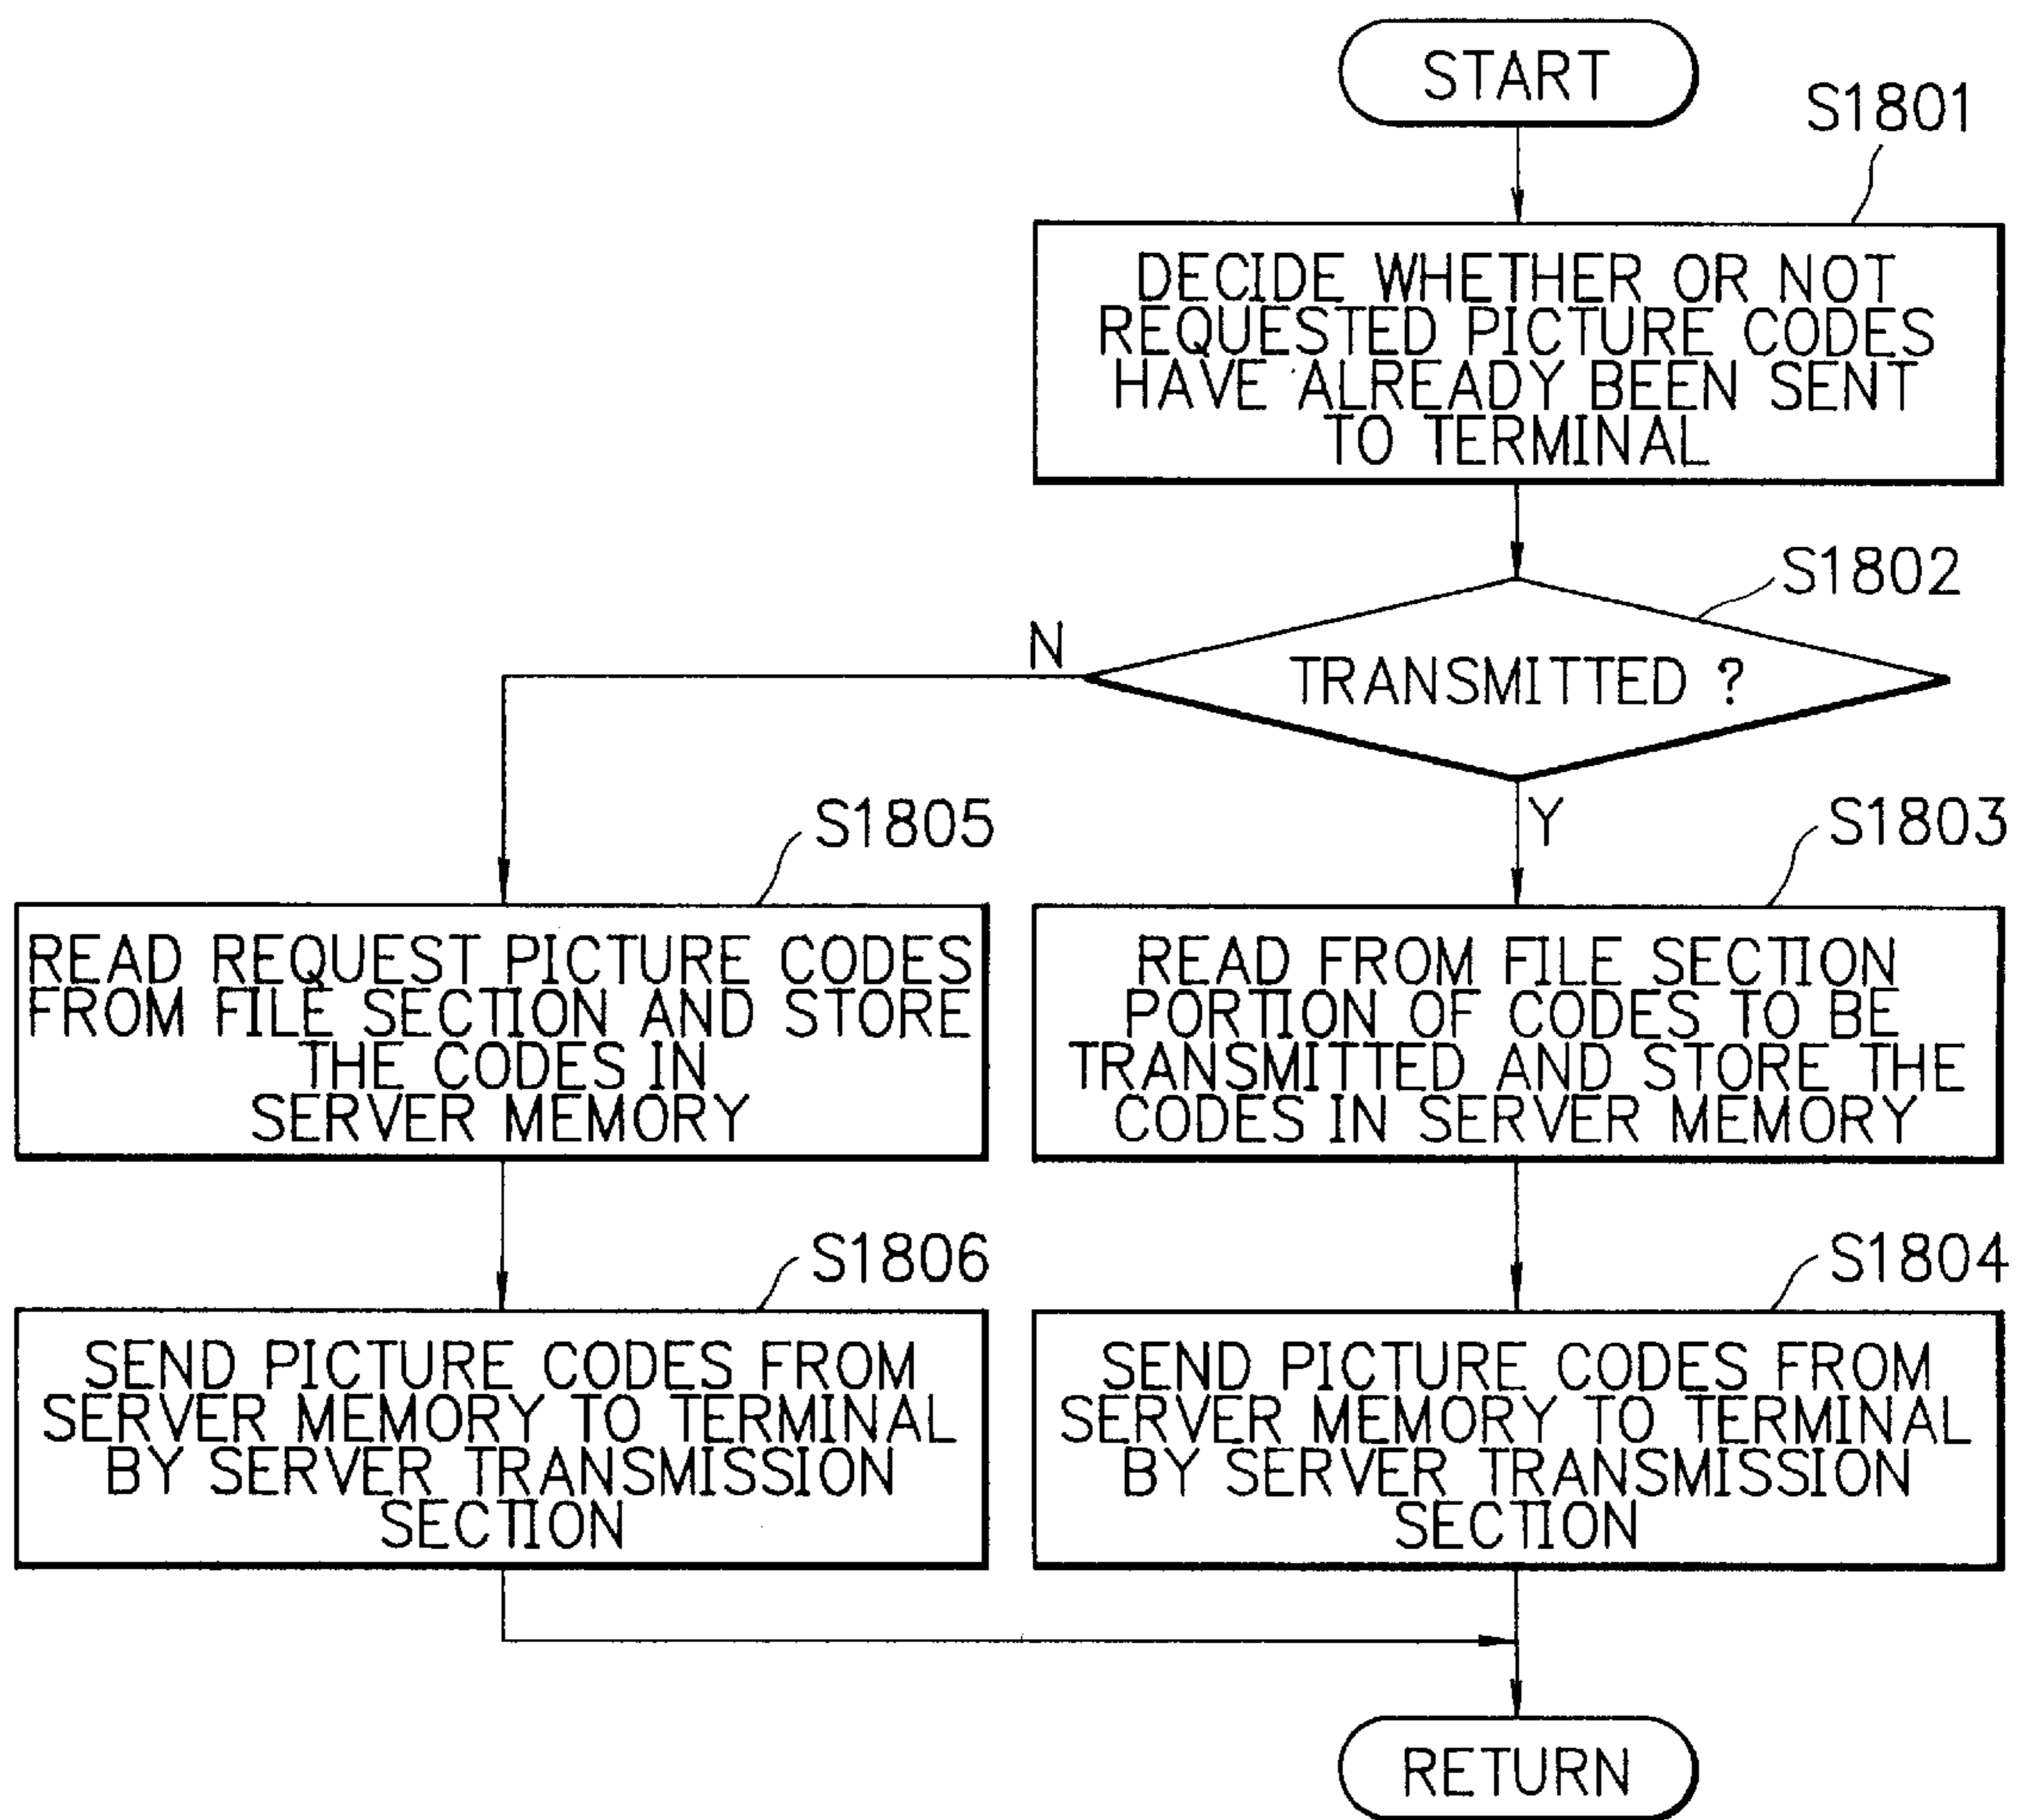 START
S1801
DECIDE WHETHER OR NOT
REQUESTED PICTURE CODES
HAVE ALREADY BEEN SENT
TO TERMINAL
S1802
N
TRANSMITTED ?
Y
S1805
READ REQUEST PICTURE CODES
FROM FILE SECTION AND STORE
THE CODES IN
SERVER MEMORY
S1803
READ FROM FILE SECTION
PORTION OF CODES TO BE
TRANSMITTED AND STORE THE
CODES IN SERVER MEMORY
S1806
SEND PICTURE CODES FROM
SERVER MEMORY TO TERMINAL
BY SERVER TRANSMISSION
SECTION
S1804
SEND PICTURE CODES FROM
SERVER MEMORY TO TERMINAL
BY SERVER TRANSMISSION
SECTION
RETURN